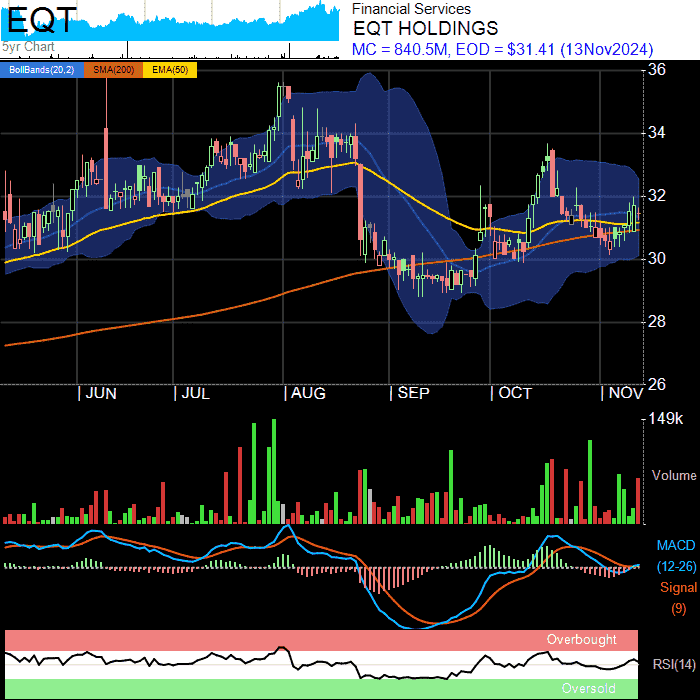 EQT
5yr Chart
Financial Services
EQT HOLDINGS
MC = 840.5M, EOD = $31.41 (13Nov2024)
BollBands(20,2) SMA(200) EMA(50)
36
34
32
30
28
26
| JUN | JUL | AUG | SEP | OCT | NOV
149k
Volume
MACD
(12-26)
Signal
(9)
Overbought
RSI(14)
Oversold